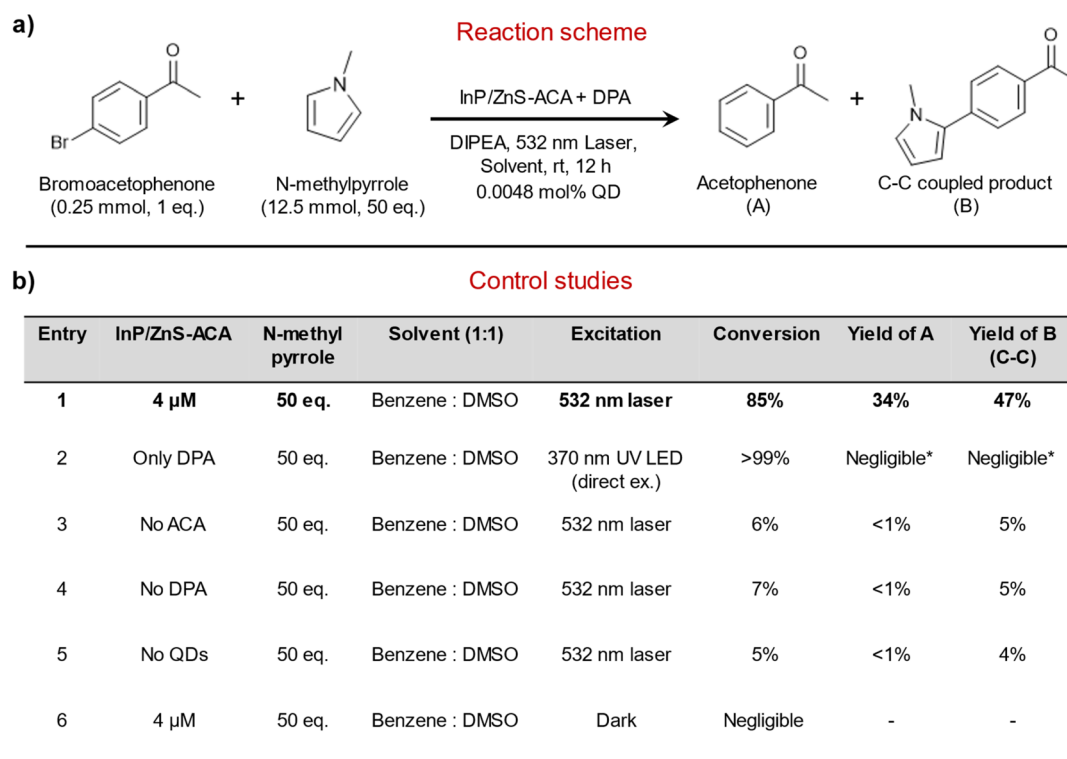 a)
Reaction scheme
O
Br
+
N
InP/ZnS-ACA + DPA
DIPEA, 532 nm Laser,
Solvent, rt, 12 h
0.0048 mol% QD
O
+
N
O
Bromoacetophenone
(0.25 mmol, 1 eq.)
N-methylpyrrole
(12.5 mmol, 50 eq.)
Acetophenone
(A)
C-C coupled product
(B)
b)
Control studies
Entry InP/ZnS-ACA N-methyl pyrrole Solvent (1:1) Excitation Conversion Yield of A Yield of B (C-C)
1 4 µM 50 eq. Benzene : DMSO 532 nm laser 85% 34% 47%
2 Only DPA 50 eq. Benzene : DMSO 370 nm UV LED (direct ex.) >99% Negligible* Negligible*
3 No ACA 50 eq. Benzene : DMSO 532 nm laser 6% <1% 5%
4 No DPA 50 eq. Benzene : DMSO 532 nm laser 7% <1% 5%
5 No QDs 50 eq. Benzene : DMSO 532 nm laser 5% <1% 4%
6 4 µM 50 eq. Benzene : DMSO Dark Negligible - -